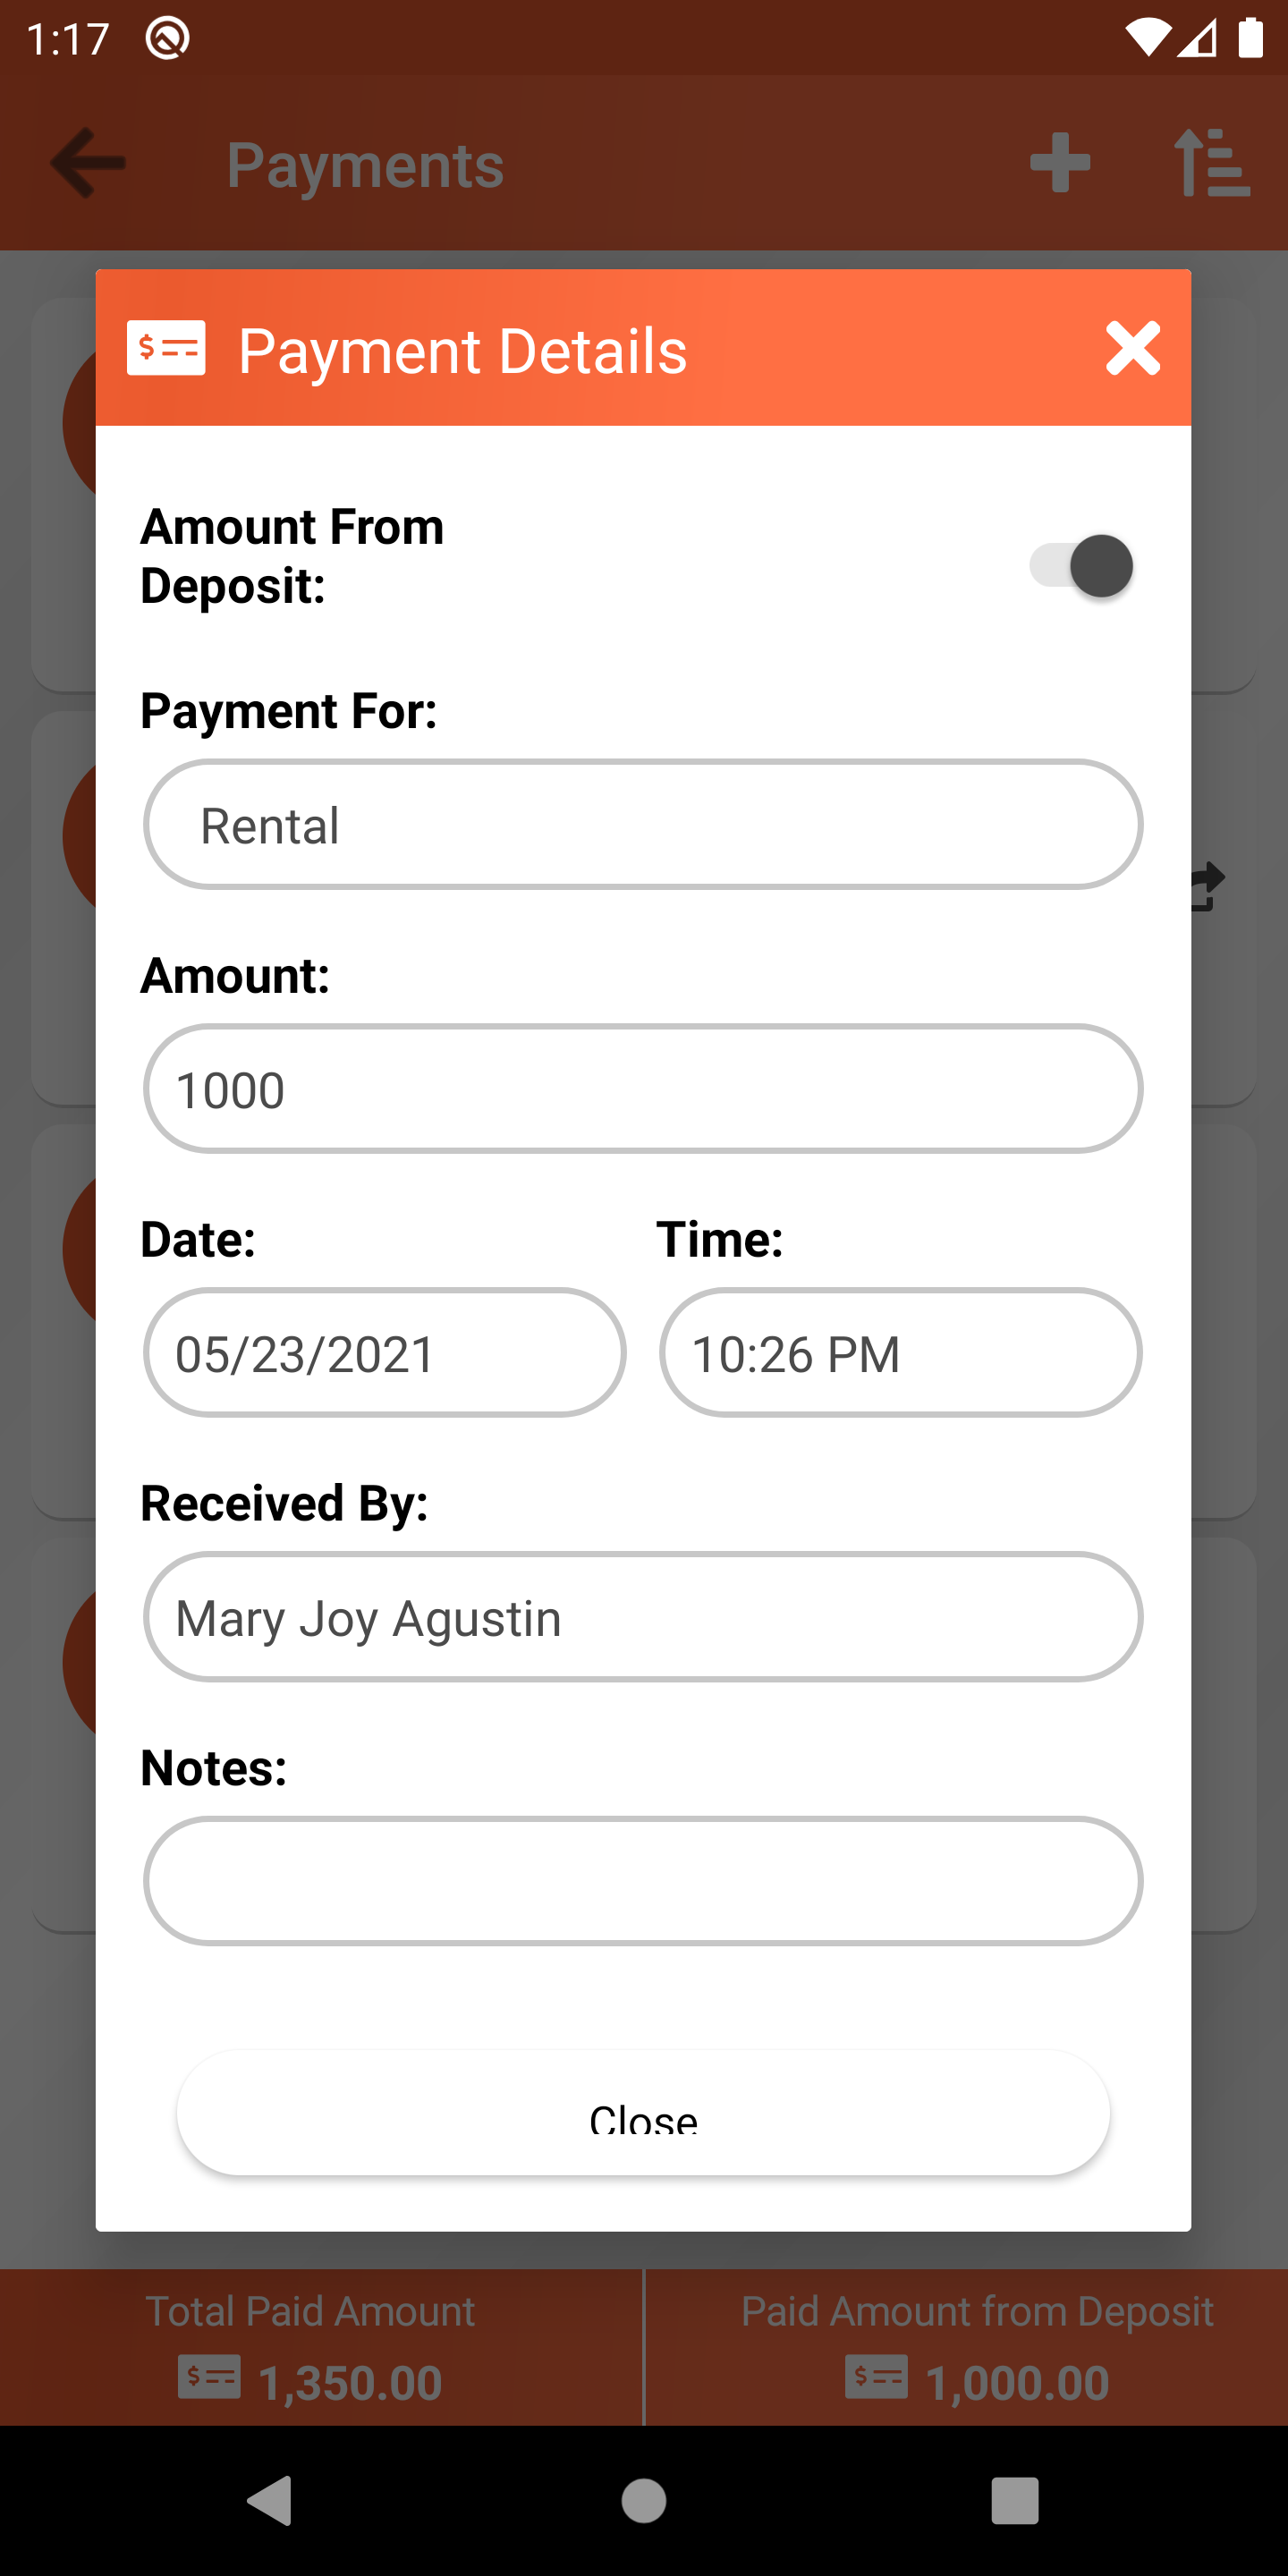 1:17
Payments
Payment Details
Amount From
Deposit:
Payment For:
Rental
Amount:
1000
Date:
Time:
05/23/2021
10:26 PM
Received By:
Mary Joy Agustin
Notes:
Close
Total Paid Amount
Paid Amount from Deposit
$ 1,350.00
$ 1,000.00